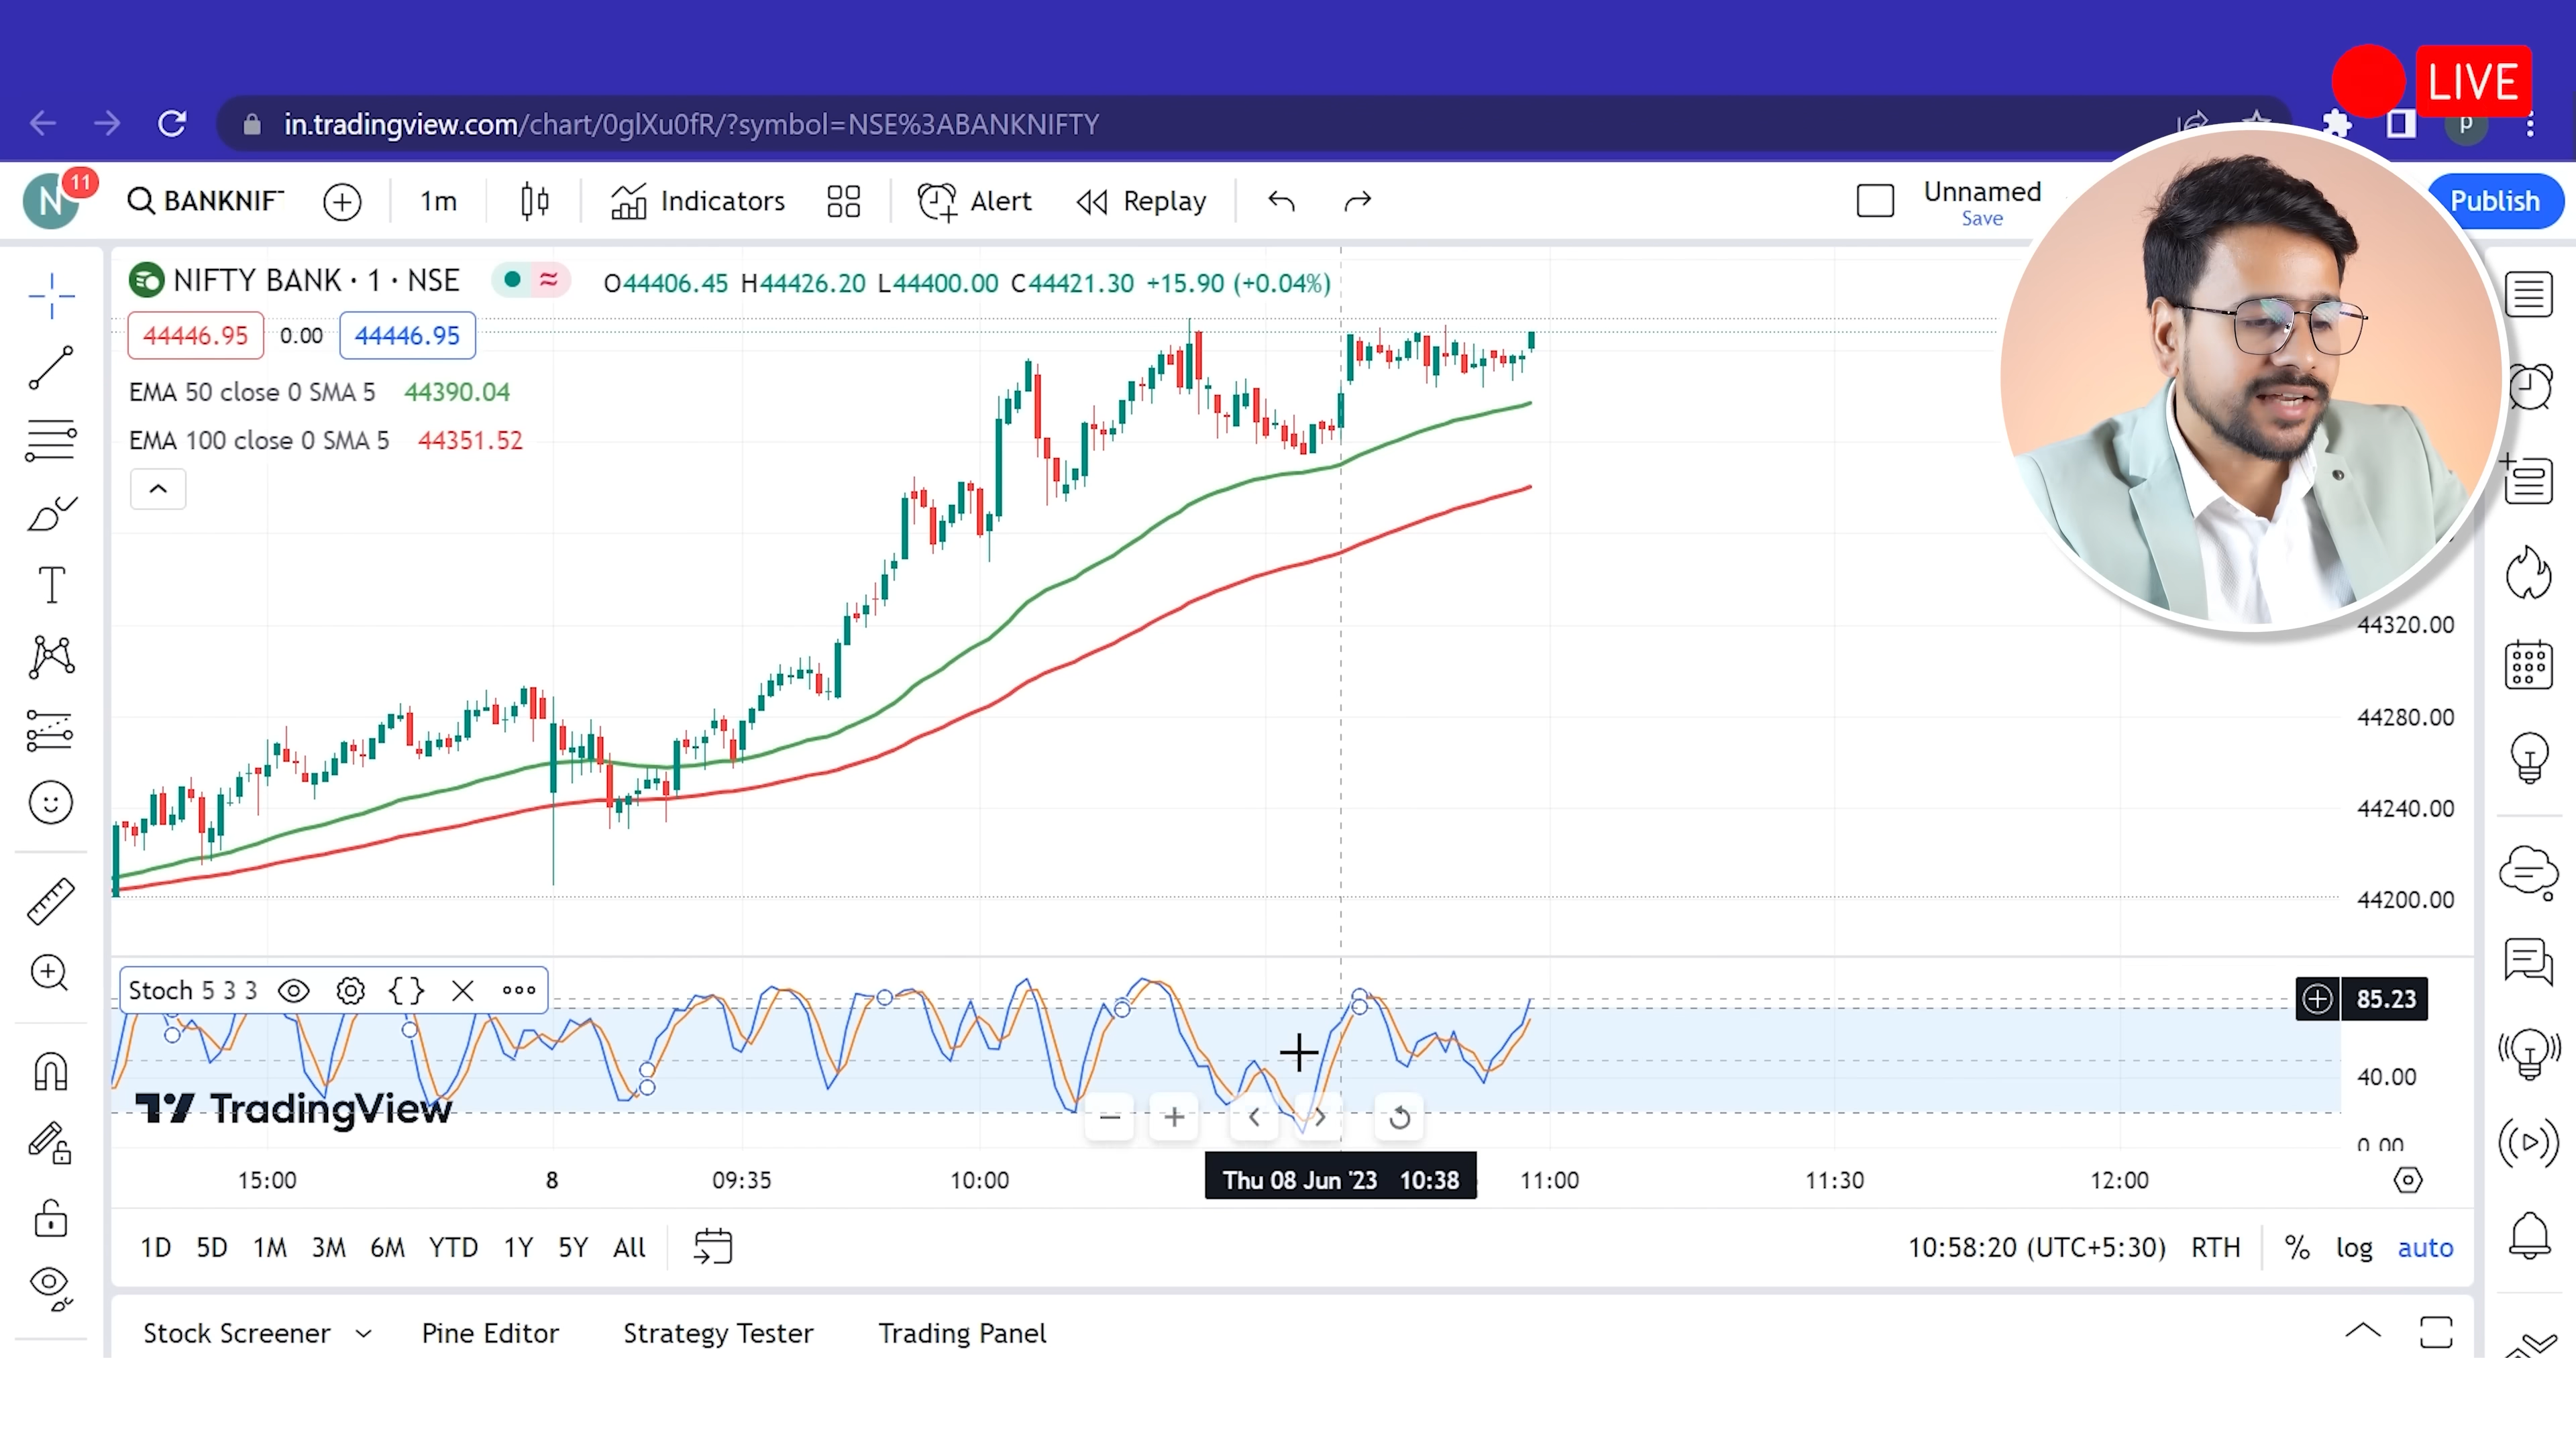 LIVE
in.tradingview.com/chart/0glXu0fR/?symbol=NSE%3ABANKNIFTY
p
N 11 BANKNIF 1m Indicators Alert Replay Unnamed Publish
Save
NIFTY BANK · 1 · NSE O44406.45 H44426.20 L44400.00 C44421.30 +15.90 (+0.04%)
44446.95 0.00 44446.95
EMA 50 close 0 SMA 5 44390.04
EMA 100 close 0 SMA 5 44351.52
44320.00
44280.00
44240.00
44200.00
Stoch 5 3 3
85.23
40.00
TradingView
0.00
15:00 8 09:35 10:00 Thu 08 Jun '23 10:38 11:00 11:30 12:00
1D 5D 1M 3M 6M YTD 1Y 5Y All 10:58:20 (UTC+5:30) RTH % log auto
Stock Screener Pine Editor Strategy Tester Trading Panel